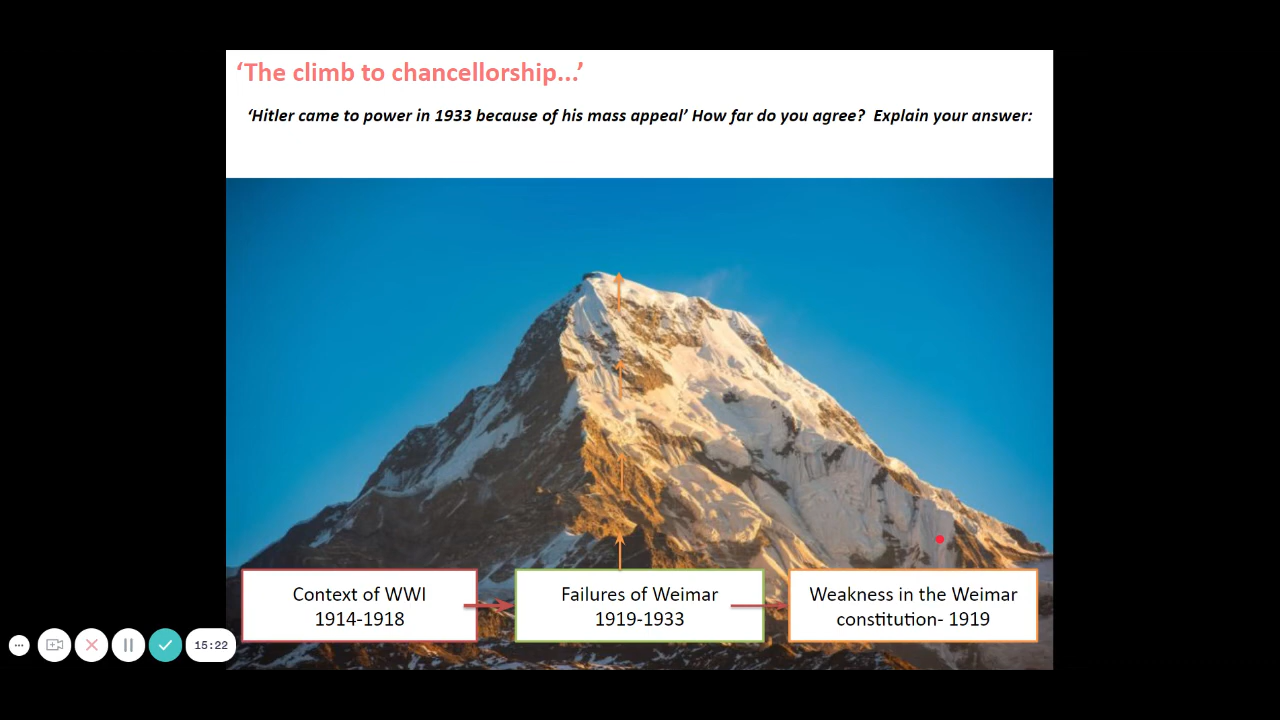 ‘The climb to chancellorship...’
‘Hitler came to power in 1933 because of his mass appeal’ How far do you agree?  Explain your answer:
Context of WWI
1914-1918
Failures of Weimar
1919-1933
Weakness in the Weimar
constitution- 1919
15:22